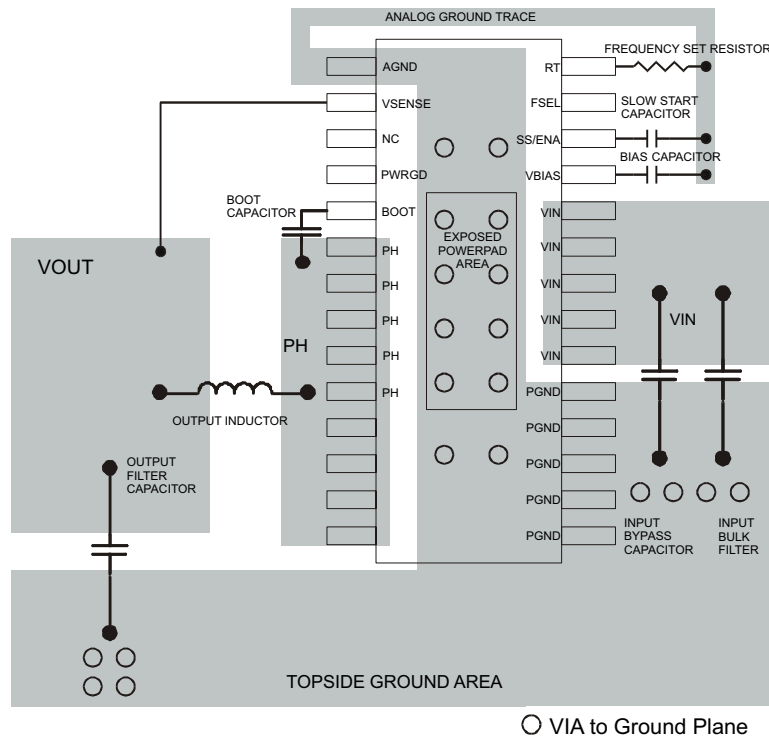 ANALOG GROUND TRACE
AGND
RT
FREQUENCY SET RESISTOR
VSENSE
FSEL
SLOW START
CAPACITOR
NC
SS/ENA
BIAS CAPACITOR
PWRGD
VBIAS
BOOT
CAPACITOR
BOOT
VIN
EXPOSED
POWERPAD
AREA
PH
VIN
VOUT
PH
VIN
PH
VIN
VIN
PH
PH
VIN
PH
PGND
OUTPUT INDUCTOR
PGND
OUTPUT
FILTER
CAPACITOR
PGND
PGND
PGND
INPUT
BYPASS
CAPACITOR
INPUT
BULK
FILTER
TOPSIDE GROUND AREA
VIA to Ground Plane